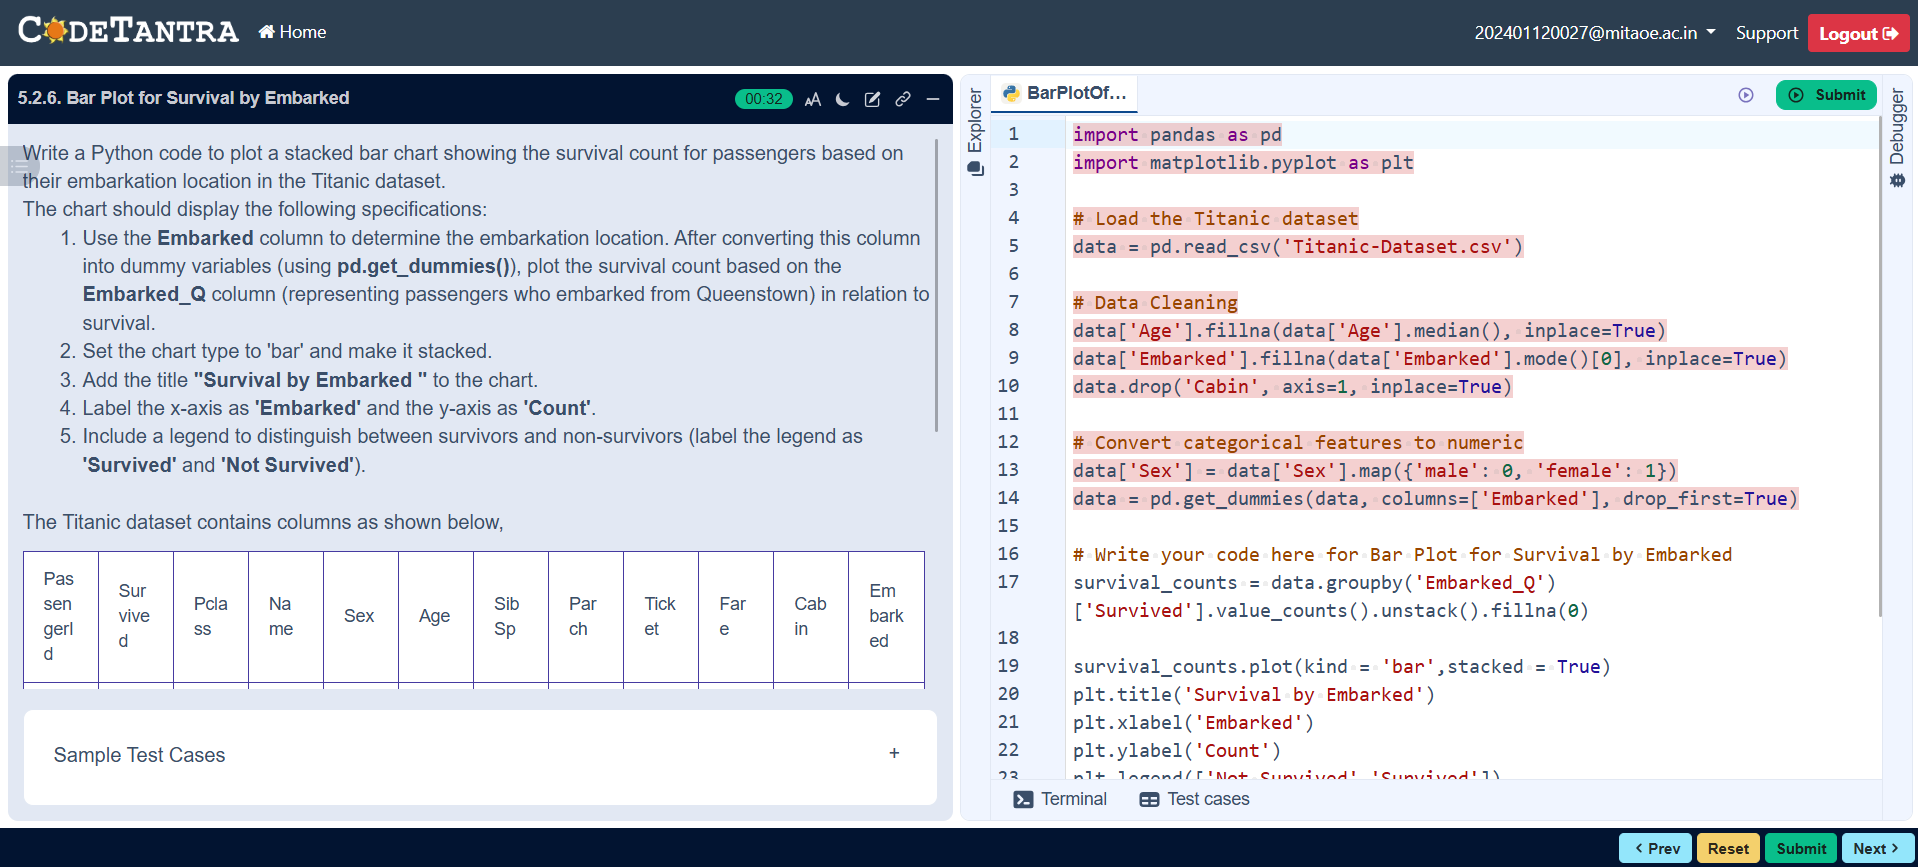 CODETANTRA Home 202401120027@mitaoe.ac.in Support Logout
5.2.6. Bar Plot for Survival by Embarked 00:32
Write a Python code to plot a stacked bar chart showing the survival count for passengers based on
their embarkation location in the Titanic dataset.
The chart should display the following specifications:
1. Use the Embarked column to determine the embarkation location. After converting this column
into dummy variables (using pd.get_dummies()), plot the survival count based on the
Embarked_Q column (representing passengers who embarked from Queenstown) in relation to
survival.
2. Set the chart type to 'bar' and make it stacked.
3. Add the title "Survival by Embarked " to the chart.
4. Label the x-axis as 'Embarked' and the y-axis as 'Count'.
5. Include a legend to distinguish between survivors and non-survivors (label the legend as
'Survived' and 'Not Survived').
The Titanic dataset contains columns as shown below,
Pas
sen
gerI
d
Sur
vive
d
Pcla
ss
Na
me
Sex
Age
Sib
Sp
Par
ch
Tick
et
Far
e
Cab
in
Em
bark
ed
Sample Test Cases +
Explorer
BarPlotOf...
Submit
Debugger
1 import pandas as pd
2 import matplotlib.pyplot as plt
3
4 # Load the Titanic dataset
5 data = pd.read_csv('Titanic-Dataset.csv')
6
7 # Data Cleaning
8 data['Age'].fillna(data['Age'].median(), inplace=True)
9 data['Embarked'].fillna(data['Embarked'].mode()[0], inplace=True)
10 data.drop('Cabin', axis=1, inplace=True)
11
12 # Convert categorical features to numeric
13 data['Sex'] = data['Sex'].map({'male': 0, 'female': 1})
14 data = pd.get_dummies(data, columns=['Embarked'], drop_first=True)
15
16 # Write your code here for Bar Plot for Survival by Embarked
17 survival_counts = data.groupby('Embarked_Q')
['Survived'].value_counts().unstack().fillna(0)
18
19 survival_counts.plot(kind = 'bar',stacked = True)
20 plt.title('Survival by Embarked')
21 plt.xlabel('Embarked')
22 plt.ylabel('Count')
23 plt.legend(['Not Survived','Survived'])
Terminal Test cases
Prev Reset Submit Next